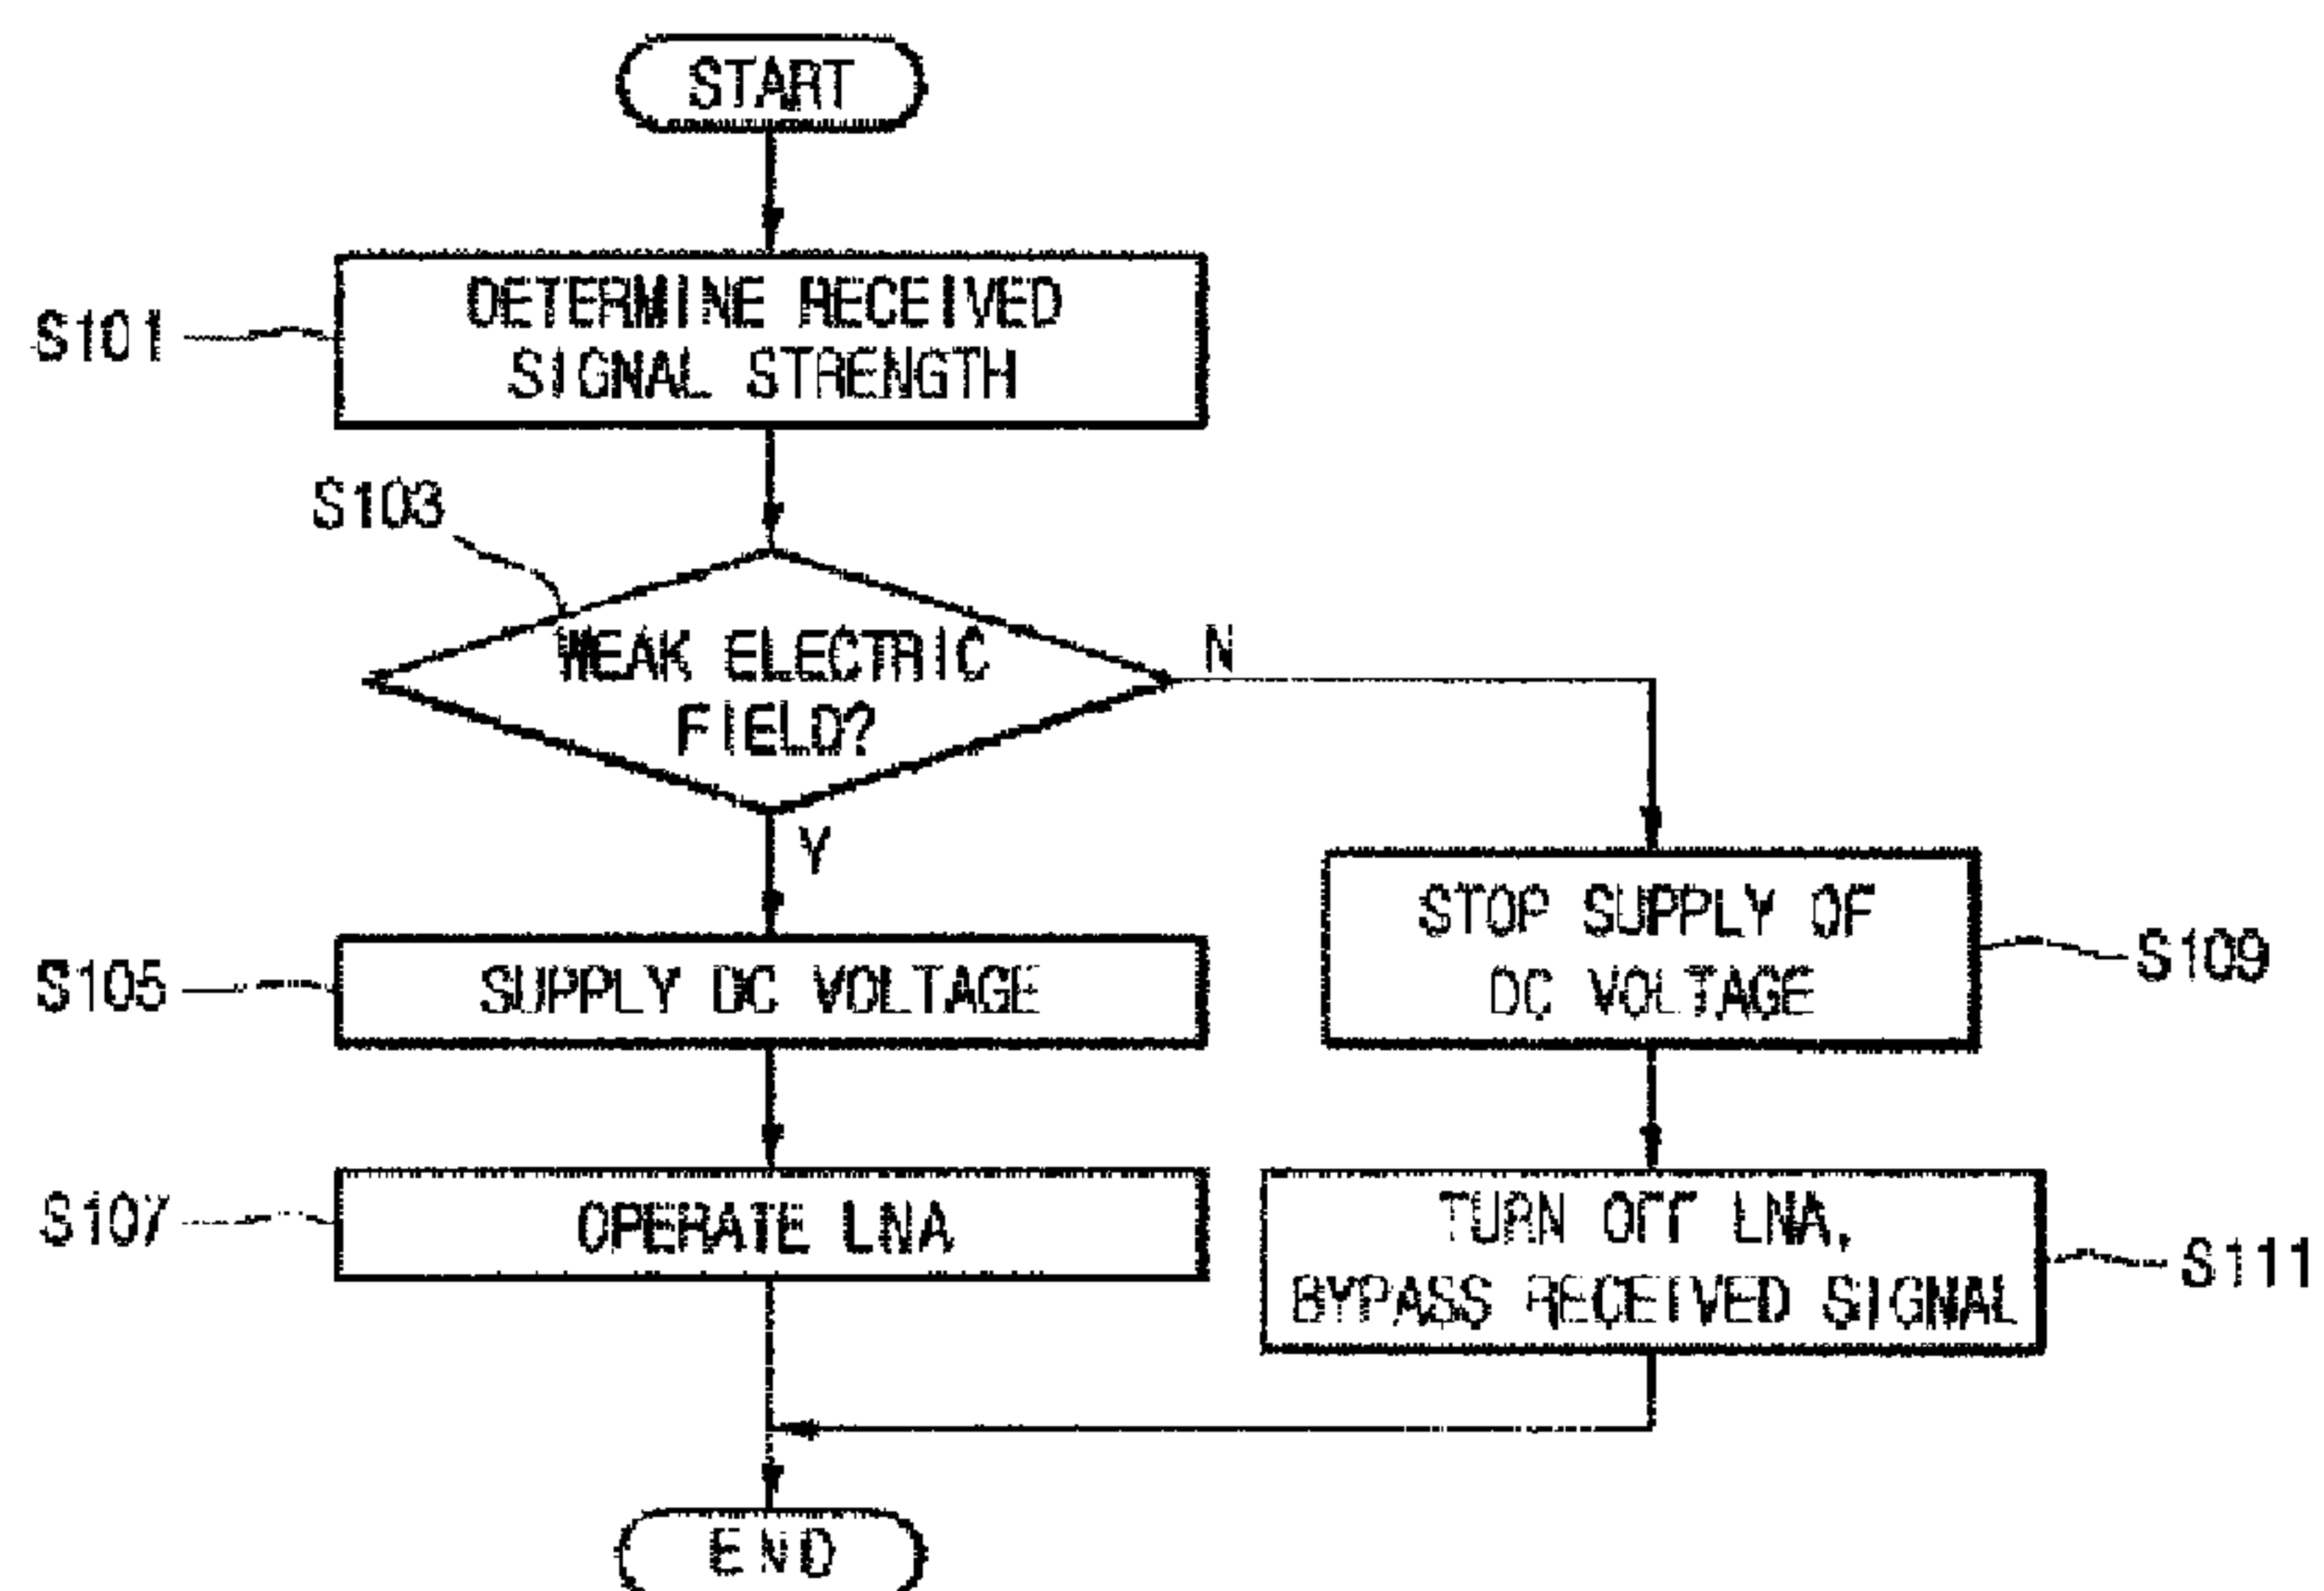 START
S101
DETERMINE RECEIVED
SIGNAL STRENGTH
S103
WEAK ELECTRIC
FIELD?
N
Y
S105
SUPPLY DC VOLTAGE
STOP SUPPLY OF
DC VOLTAGE
S109
S107
OPERATE LNA
TURN OFF LNA,
BYPASS RECEIVED SIGNAL
S111
END